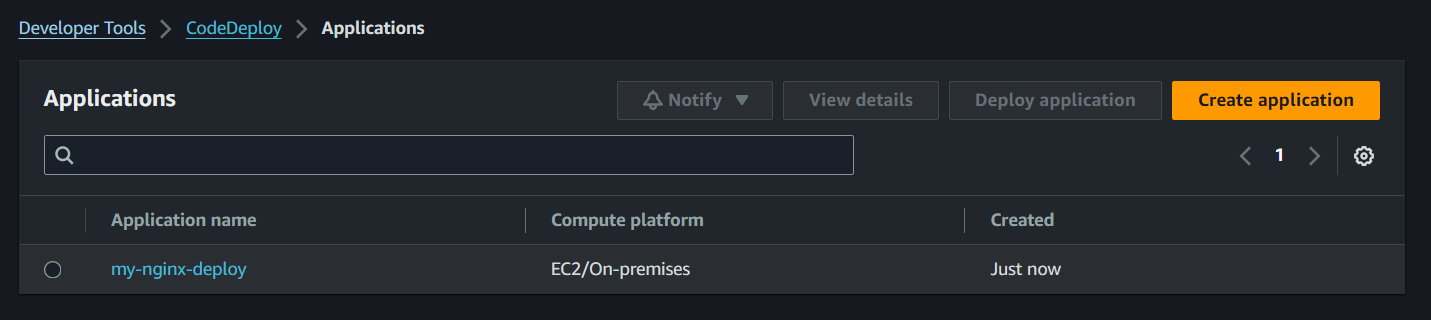 Developer Tools > CodeDeploy > Applications
Applications
Notify
View details
Deploy application
Create application
1
Application name
Compute platform
Created
my-nginx-deploy
EC2/On-premises
Just now